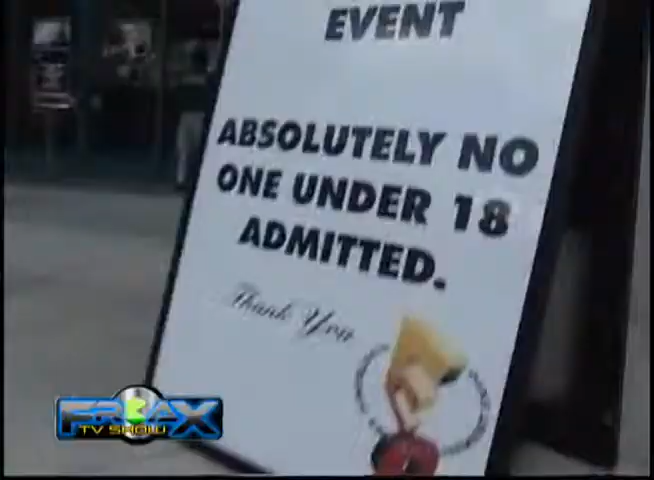 EVENT
ABSOLUTELY NO
ONE UNDER 18
ADMITTED.
Thank You
FREAX
TV SHOW